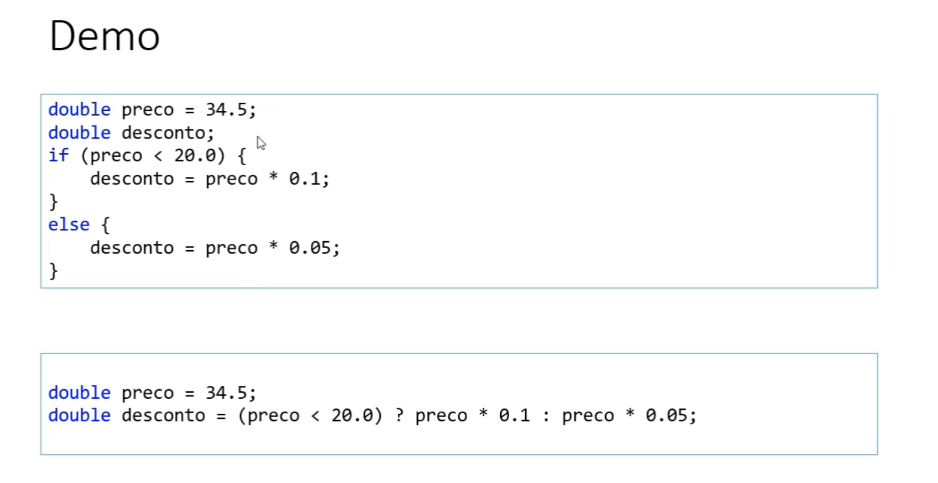 Demo
double preco = 34.5;
double desconto;
if (preco < 20.0) {
    desconto = preco * 0.1;
}
else {
    desconto = preco * 0.05;
}
double preco = 34.5;
double desconto = (preco < 20.0) ? preco * 0.1 : preco * 0.05;